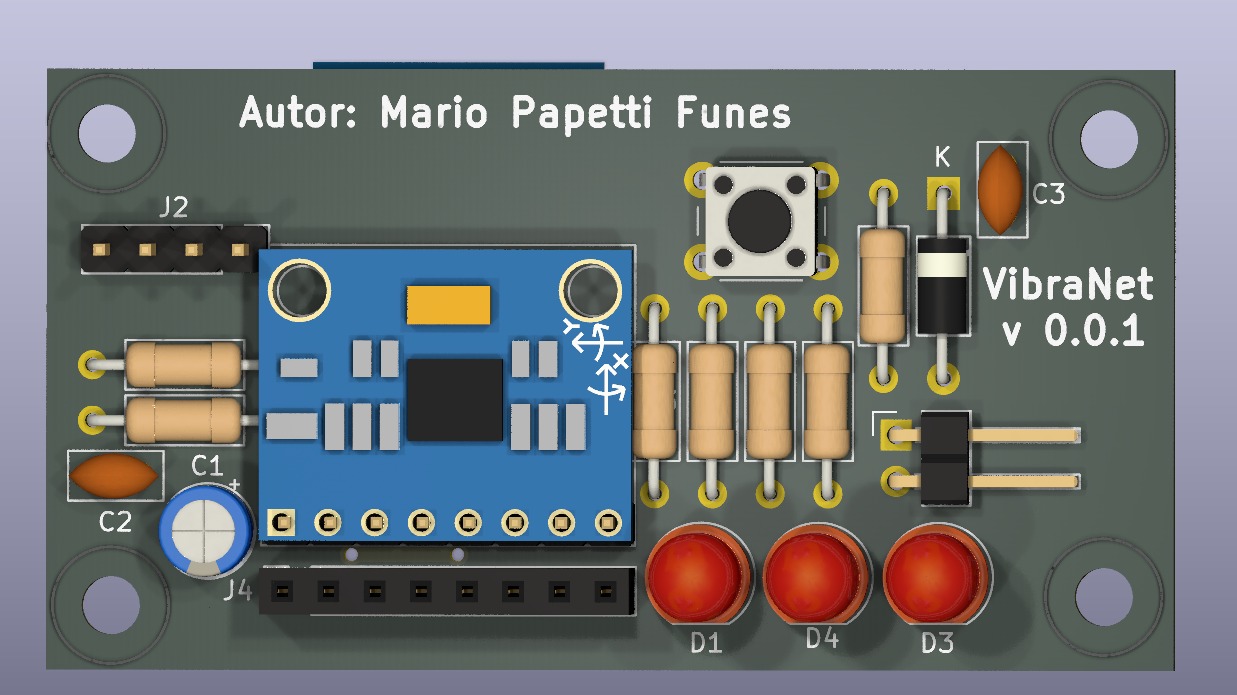 Autor: Mario Papetti Funes
K
C3
J2
VibraNet
v 0.0.1
Y
X
C1
+
C2
J4
D1
D4
D3